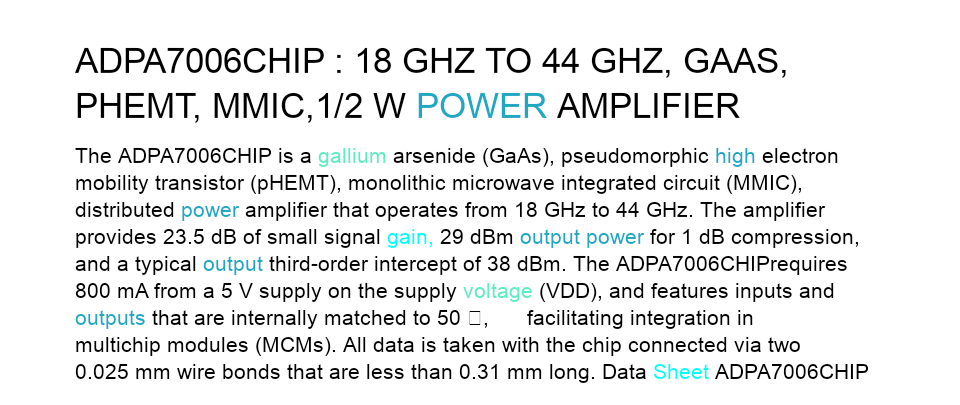 ADPA7006CHIP : 18 GHZ TO 44 GHZ, GAAS,
PHEMT, MMIC,1/2 W POWER AMPLIFIER
The ADPA7006CHIP is a gallium arsenide (GaAs), pseudomorphic high electron
mobility transistor (pHEMT), monolithic microwave integrated circuit (MMIC),
distributed power amplifier that operates from 18 GHz to 44 GHz. The amplifier
provides 23.5 dB of small signal gain, 29 dBm output power for 1 dB compression,
and a typical output third-order intercept of 38 dBm. The ADPA7006CHIPrequires
800 mA from a 5 V supply on the supply voltage (VDD), and features inputs and
outputs that are internally matched to 50 □, facilitating integration in
multichip modules (MCMs). All data is taken with the chip connected via two
0.025 mm wire bonds that are less than 0.31 mm long. Data Sheet ADPA7006CHIP